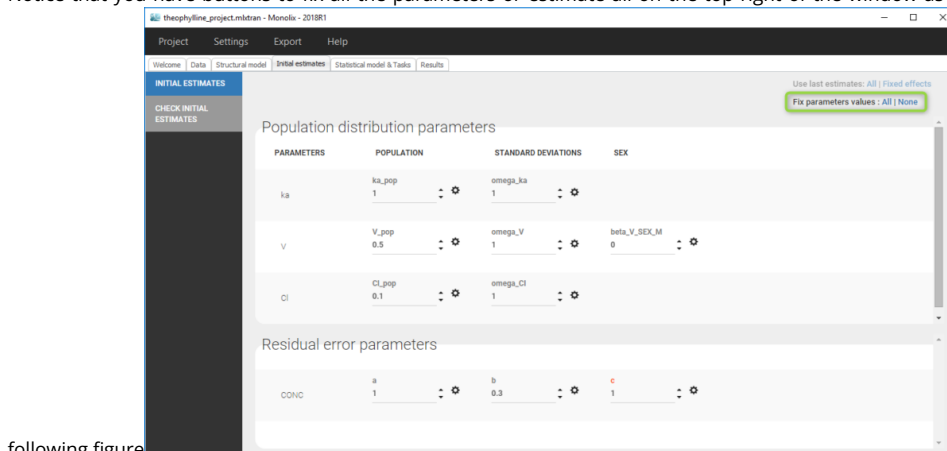 Notice that you have buttons to fix all the parameters or estimate all on the top right of the window as
theophylline_project.mlxtran - Monolix - 2018R1
Project Settings Export Help
Welcome Data Structural model Initial estimates Statistical model & Tasks Results
INITIAL ESTIMATES
Use last estimates: All | Fixed effects
CHECK INITIAL
ESTIMATES
Fix parameters values : All | None
Population distribution parameters
PARAMETERS POPULATION STANDARD DEVIATIONS SEX
ka_pop omega_ka
ka 1 1
V_pop omega_V beta_V_SEX_M
V 0.5 1 0
Cl_pop omega_Cl
Cl 0.1 1
Residual error parameters
a b c
CONC 1 0.3 1
following figure